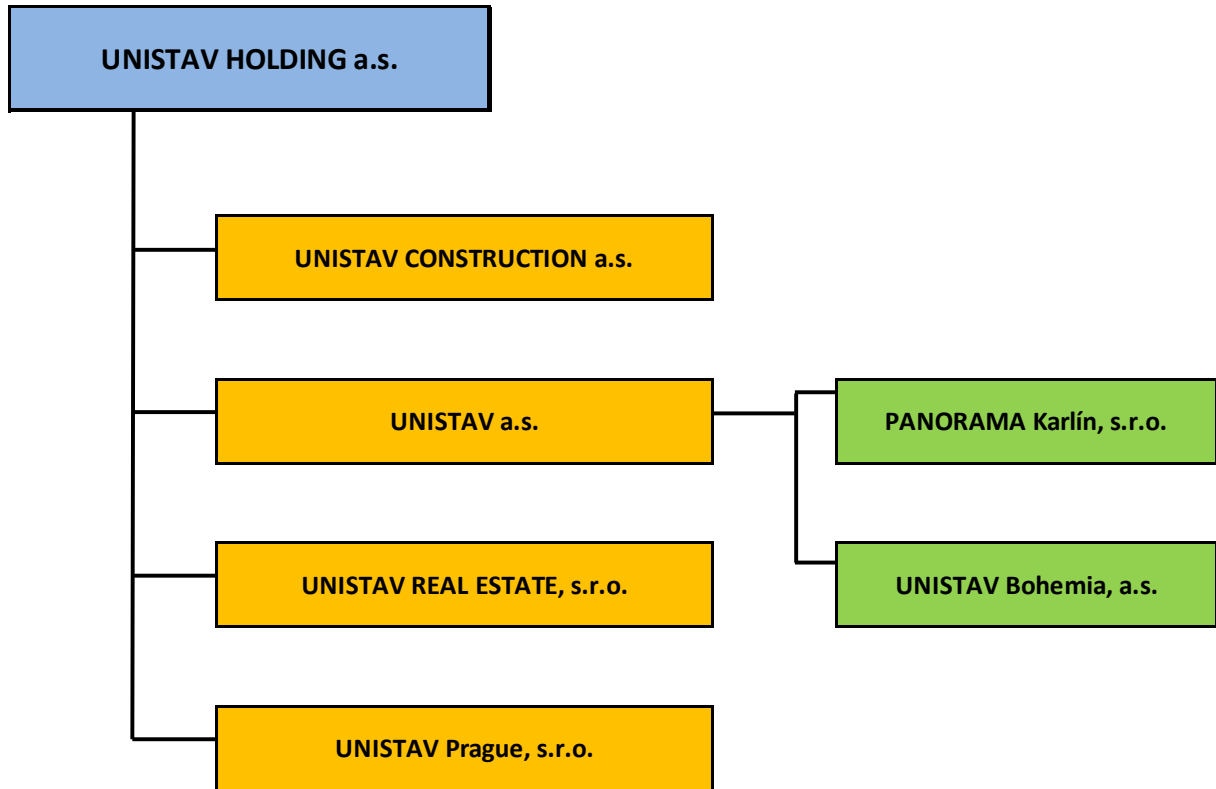 UNISTAV HOLDING a.s.
UNISTAV CONSTRUCTION a.s.
UNISTAV a.s.
PANORAMA Karlín, s.r.o.
UNISTAV REAL ESTATE, s.r.o.
UNISTAV Bohemia, a.s.
UNISTAV Prague, s.r.o.